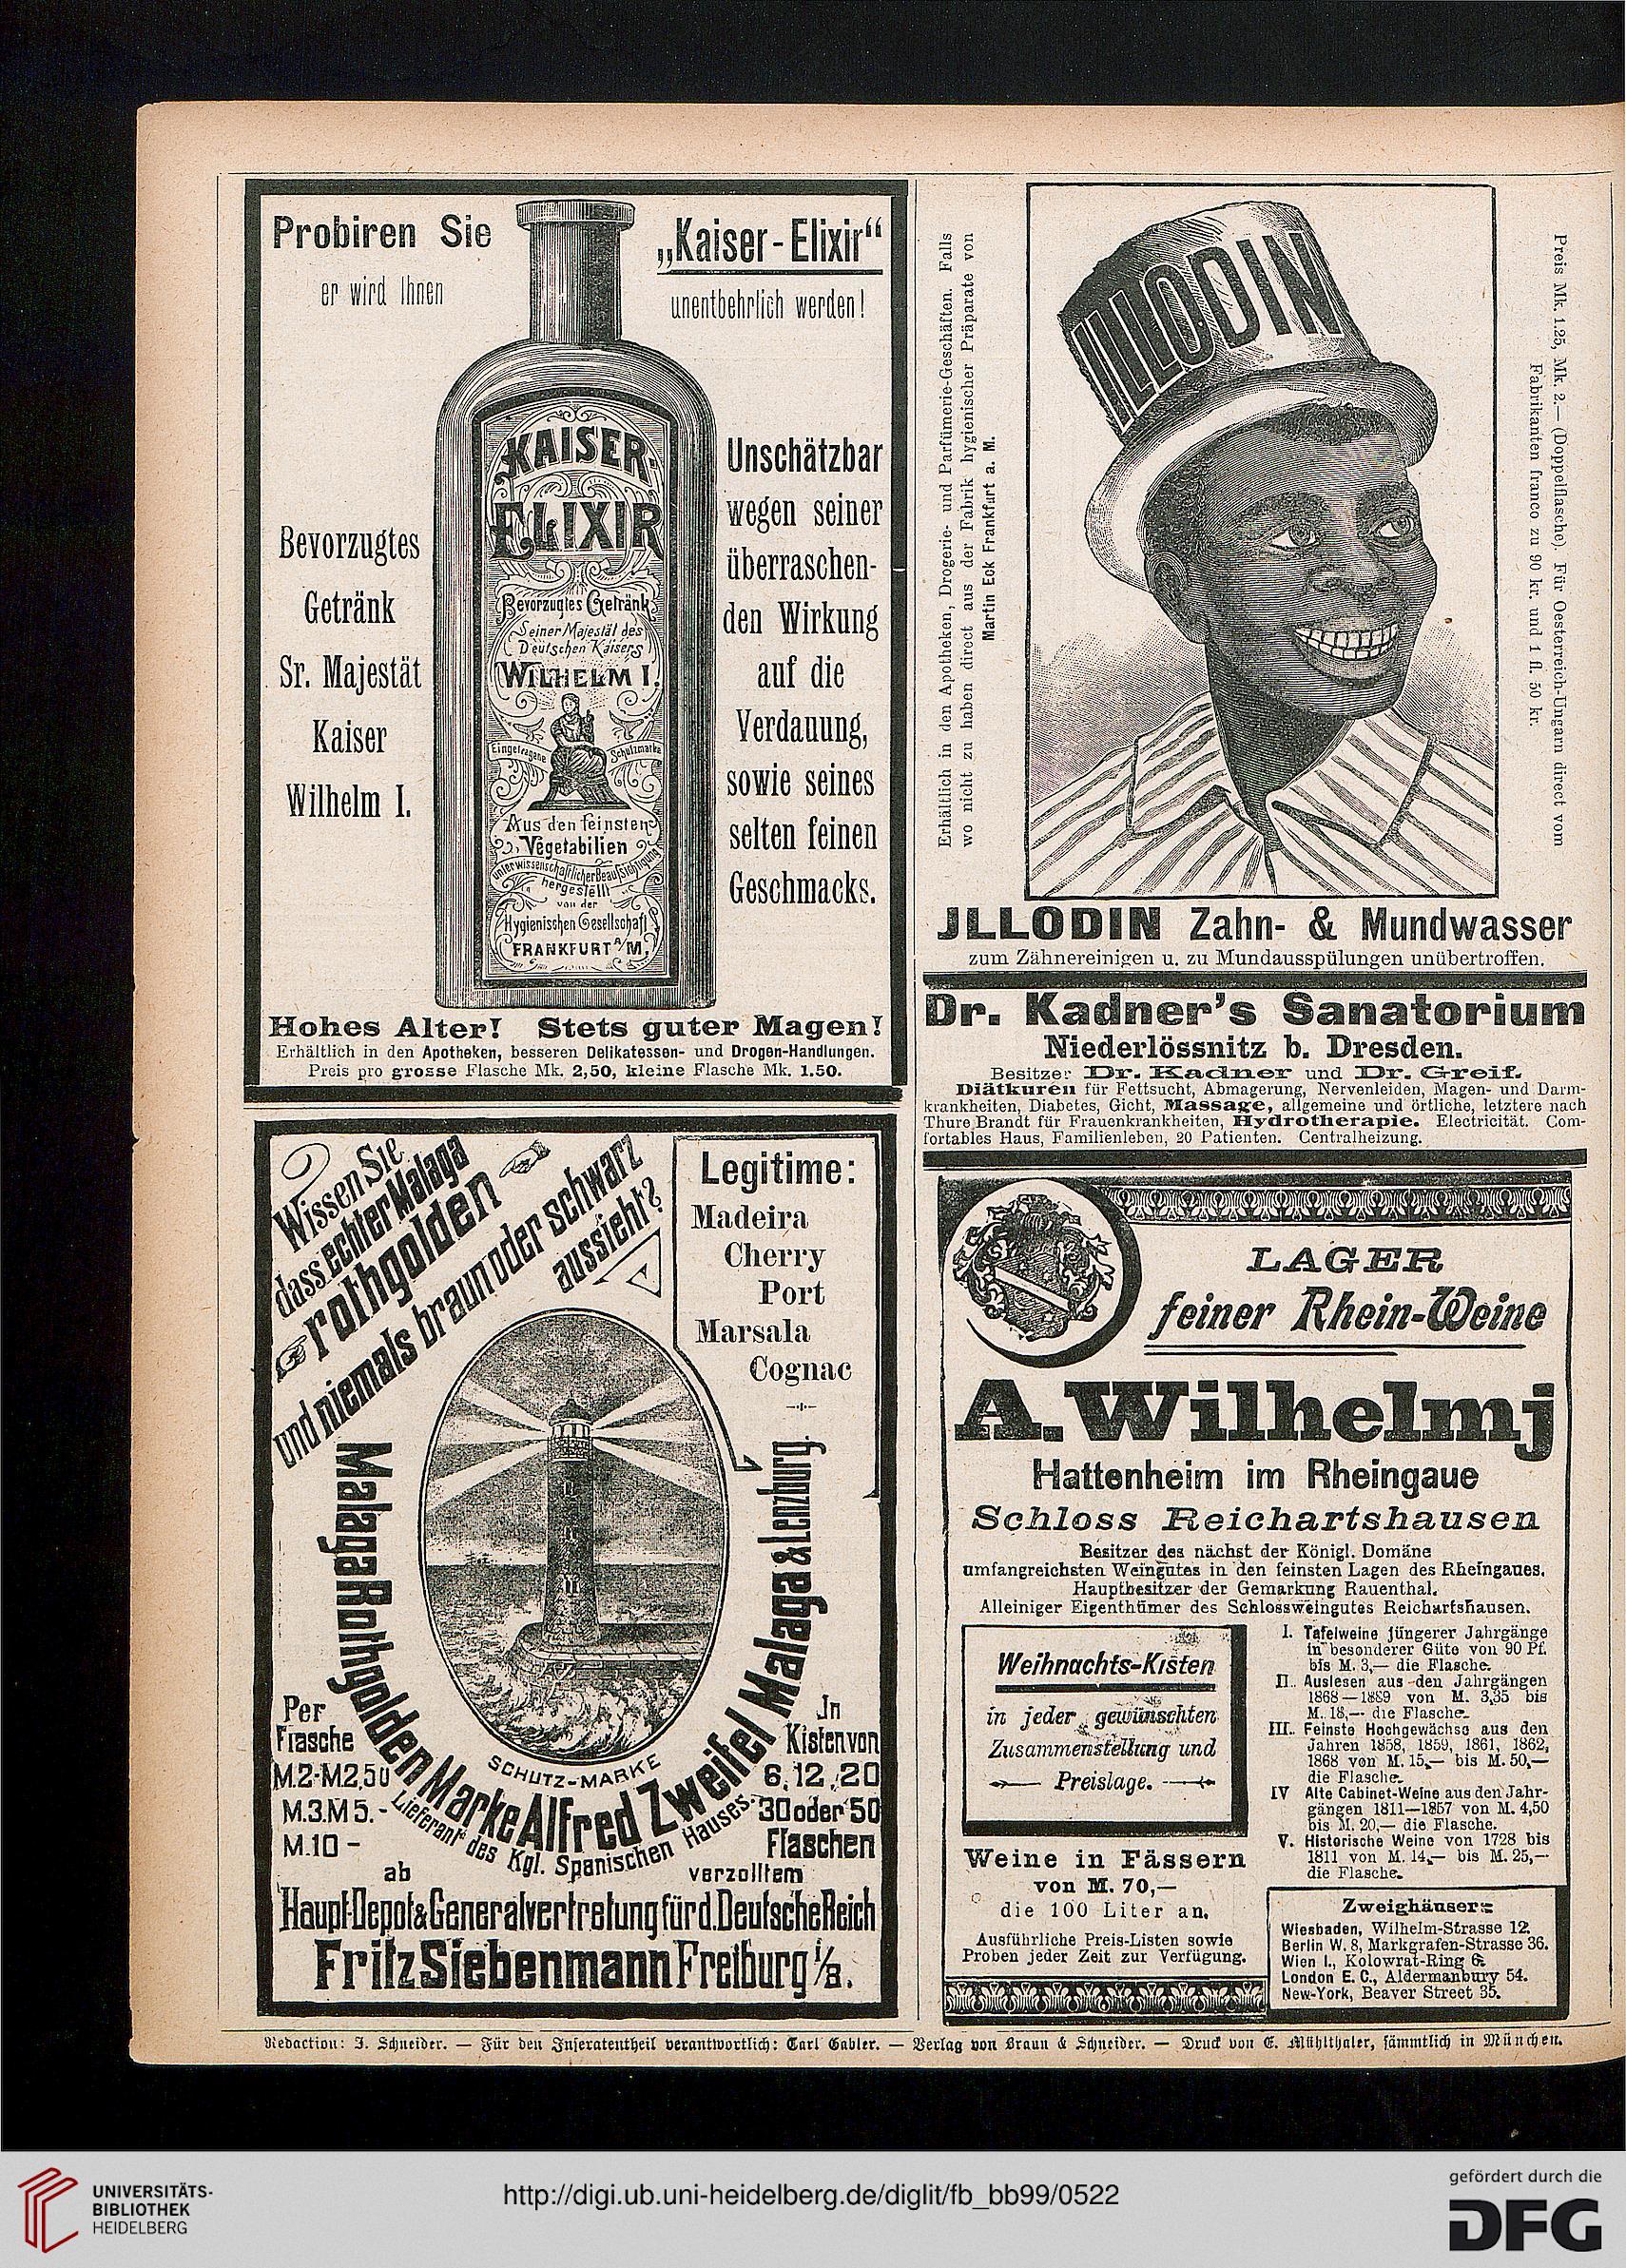 Probiren Sie
er wird Ihnen
„Kaiser-Elixir“
unentbehrlich werden!
Bevorzugtes
Getränk
Sr. Majestät
Kaiser
Wilhelm I.
KAISER-
ELIXIR
Bevorzugtes Getränk
Seiner Majestät des
Deutschen Kaisers
WILHELM I.
Eingetragene Schutzmarke
Aus den feinsten
Vegetabilien
unter wissenschaftlicher Beaufsichtigung
hergestellt
von der
Hygienischen Gesellschaft
FRANKFURT a/M.
Unschätzbar
wegen seiner
überraschen-
den Wirkung
auf die
Verdauung,
sowie seines
selten feinen
Geschmacks.
Hohes Alter! Stets guter Magen!
Erhältlich in den Apotheken, besseren Delikatessen- und Drogen-Handlungen.
Preis pro grosse Flasche Mk. 2,50, kleine Flasche Mk. 1.50.
Erhältlich in den Apotheken, Drogerie- und Parfümerie-Geschäften. Falls
wo nicht zu haben direct aus der Fabrik hygienischer Präparate von
Martin Eck Frankfurt a. M.
ILLODIN
Preis Mk. 1.25, Mk. 2.— (Doppelflasche). Für Oesterreich-Ungarn direct vom
Fabrikanten franco zu 90 kr. und 1 fl. 50 kr.
JLLODIN Zahn- & Mundwasser
zum Zähnereinigen u. zu Mundausspülungen unübertroffen.
Dr. Kadner's Sanatorium
Niederlössnitz b. Dresden.
Besitzer Dr. Kadner und Dr. Greif.
Diätkuren für Fettsucht, Abmagerung, Nervenleiden, Magen- und Darm-
krankheiten, Diabetes, Gicht, Massage, allgemeine und örtliche, letztere nach
Thure Brandt für Frauenkrankheiten, Hydrotherapie. Electricität. Com-
fortables Haus, Familienleben, 20 Patienten. Centralheizung.
Wissen Sie
dass echter Malaga
rothgolden
und niemals braun oder schwarz
aussieht?
Legitime:
Madeira
Cherry
Port
Marsala
Cognac
Malaga Rothgolden Marke Alfred Zweifel Malaga & Lenzburg.
SCHUTZ-MARKE
Lieferant des Kgl. Spanischen Hauses.
Per
Flasche
M.2-M2,50
M.3.M5.-
M.10-
In
Kisten von
6,12,20
30 oder 50
Flaschen
ab verzolltem
Haupt-Depot & Generalvertretung für d. Deutsche Reich
Fritz Siebenmann Freiburg i/B.
LAGER
feiner Rhein-Weine
A. Wilhelmj
Hattenheim im Rheingaue
Schloss Reichartshausen
Besitzer des nächst der Königl. Domäne
umfangreichsten Weingutes in den feinsten Lagen des Rheingaues.
Hauptbesitzer der Gemarkung Rauenthal.
Alleiniger Eigenthümer des Schlossweingutes Reichartshausen.
Weihnachts-Kisten
in jeder gewünschten
Zusammenstellung und
Preislage.
Weine in Fässern
von M. 70,—
die 100 Liter an.
Ausführliche Preis-Listen sowie
Proben jeder Zeit zur Verfügung.
I. Tafelweine jüngerer Jahrgänge
in besonderer Güte von 90 Pf.
bis M. 3,— die Flasche.
II. Auslesen aus den Jahrgängen
1868—1889 von M. 3,35 bis
M. 18,— die Flasche.
III. Feinste Hochgewächse aus den
Jahren 1858, 1859, 1861, 1862,
1868 von M. 15,— bis M. 50,—
die Flasche.
IV Alte Cabinet-Weine aus den Jahr-
gängen 1811—1857 von M. 4,50
bis M. 20,— die Flasche.
V. Historische Weine von 1728 bis
1811 von M. 14,— bis M. 25,—
die Flasche.
Zweighäuser:
Wiesbaden, Wilhelm-Strasse 12.
Berlin W. 8, Markgrafen-Strasse 36.
Wien I., Kolowrat-Ring 6.
London E. C., Aldermanbury 54.
New-York, Beaver Street 35.
Redaction: J. Schneider. — Für den Inseratentheil verantwortlich: Carl Gabler. — Verlag von Braun & Schneider. — Druck von E. Mühlthaler, sämmtlich in München.
UNIVERSITÄTS-
BIBLIOTHEK
HEIDELBERG
http://digi.ub.uni-heidelberg.de/diglit/fb_bb99/0522
gefördert durch die
DFG